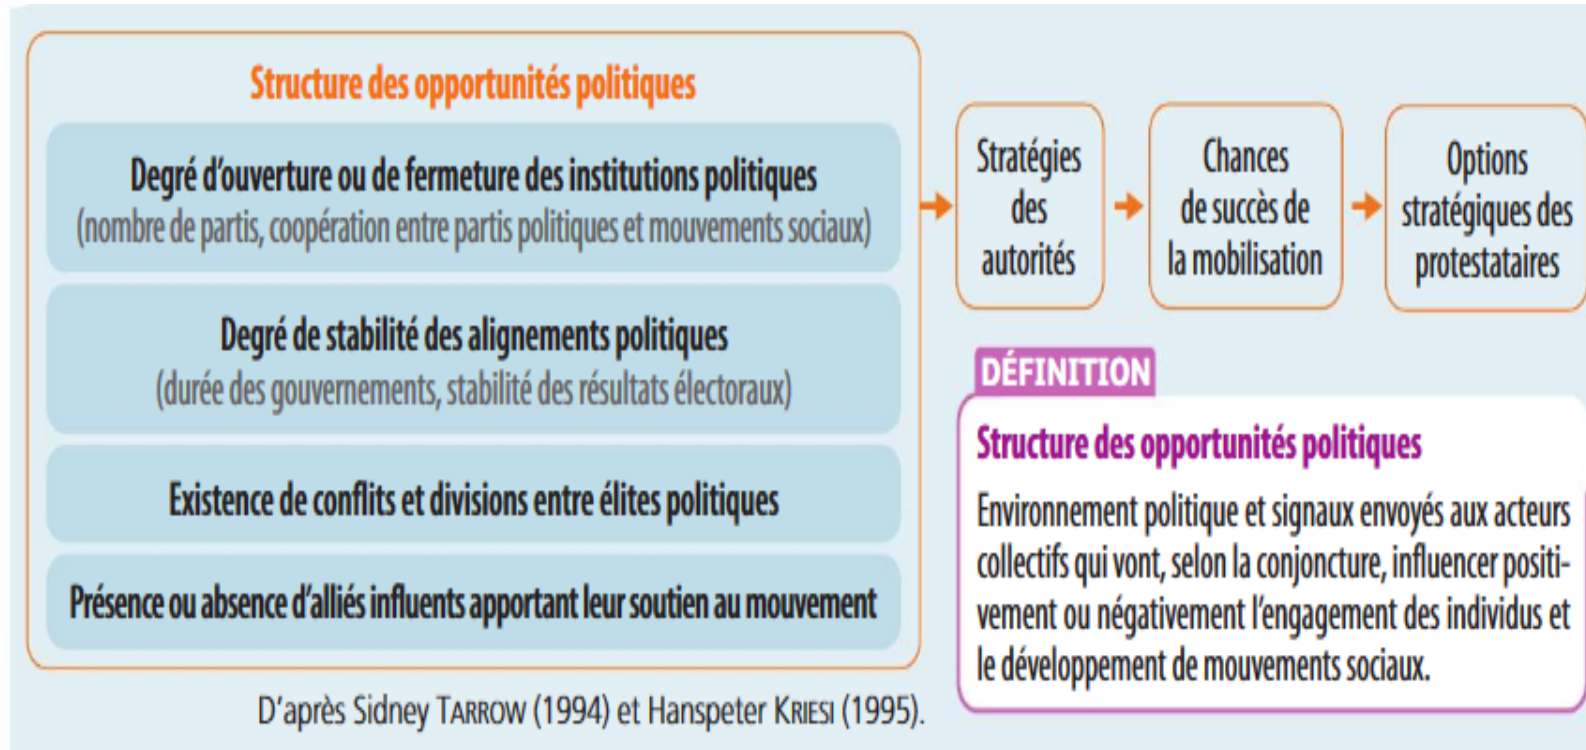 Structure des opportunités politiques
Degré d'ouverture ou de fermeture des institutions politiques
(nombre de partis, coopération entre partis politiques et mouvements sociaux)
Degré de stabilité des alignements politiques
(durée des gouvernements, stabilité des résultats électoraux)
Existence de conflits et divisions entre élites politiques
Présence ou absence d'alliés influents apportant leur soutien au mouvement
D'après Sidney TARROW (1994) et Hanspeter KRIESI (1995).
Stratégies
des
autorités
Chances
de succès de
la mobilisation
Options
stratégiques des
protestataires
DÉFINITION
Structure des opportunités politiques
Environnement politique et signaux envoyés aux acteurs
collectifs qui vont, selon la conjoncture, influencer positi-
vement ou négativement l'engagement des individus et
le développement de mouvements sociaux.